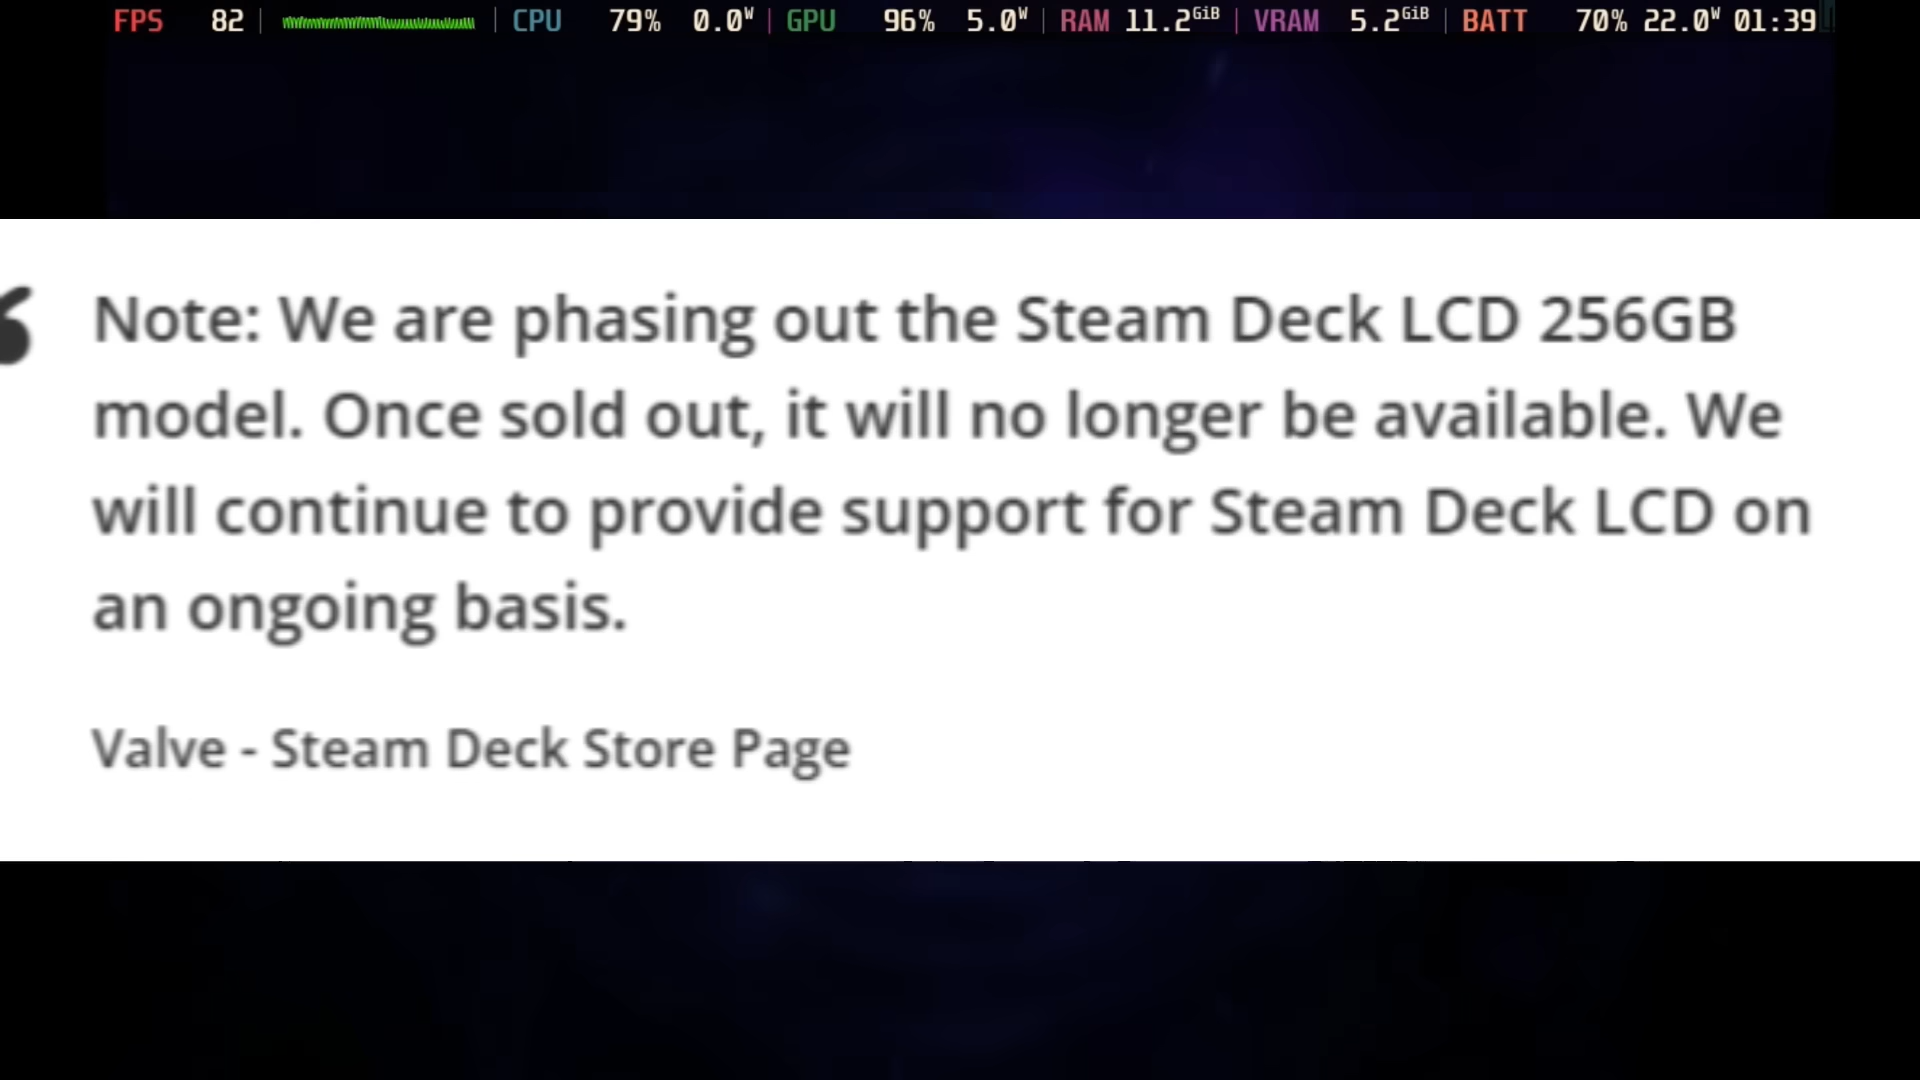 FPS 82 CPU 79% 0.0W GPU 96% 5.0W RAM 11.2GiB VRAM 5.2GiB BATT 70% 22.0W 01:39
Note: We are phasing out the Steam Deck LCD 256GB
model. Once sold out, it will no longer be available. We
will continue to provide support for Steam Deck LCD on
an ongoing basis.
Valve - Steam Deck Store Page